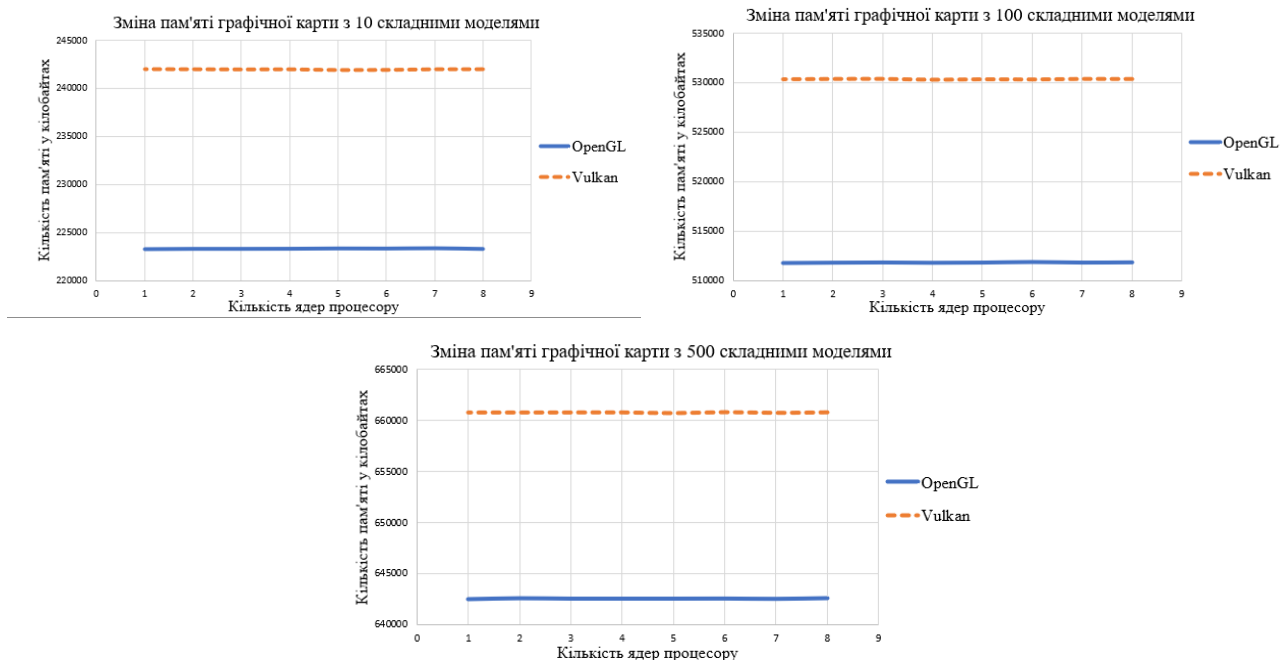 Зміна пам'яті графічної карти з 10 складними моделями
Кількість пам'яті у кілобайтах
245000
240000
235000
230000
225000
220000
0 1 2 3 4 5 6 7 8 9
Кількість ядер процесору
OpenGL
Vulkan
Зміна пам'яті графічної карти з 100 складними моделями
Кількість пам'яті у кілобайтах
535000
530000
525000
520000
515000
510000
0 1 2 3 4 5 6 7 8 9
Кількість ядер процесору
OpenGL
Vulkan
Зміна пам'яті графічної карти з 500 складними моделями
Кількість пам'яті у кілобайтах
665000
660000
655000
650000
645000
640000
0 1 2 3 4 5 6 7 8 9
Кількість ядер процесору
OpenGL
Vulkan